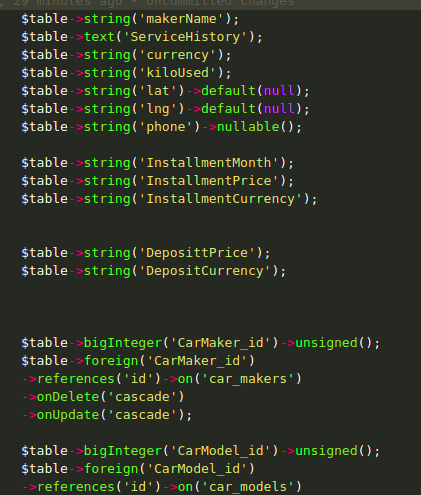 29 minutes ago • Uncommitted changes
$table->string('makerName');
$table->text('ServiceHistory');
$table->string('currency');
$table->string('kiloUsed');
$table->string('lat')->default(null);
$table->string('lng')->default(null);
$table->string('phone')->nullable();
$table->string('InstallmentMonth');
$table->string('InstallmentPrice');
$table->string('InstallmentCurrency');
$table->string('DeposittPrice');
$table->string('DepositCurrency');
$table->bigInteger('CarMaker_id')->unsigned();
$table->foreign('CarMaker_id')
->references('id')->on('car_makers')
->onDelete('cascade')
->onUpdate('cascade');
$table->bigInteger('CarModel_id')->unsigned();
$table->foreign('CarModel_id')
->references('id')->on('car_models')